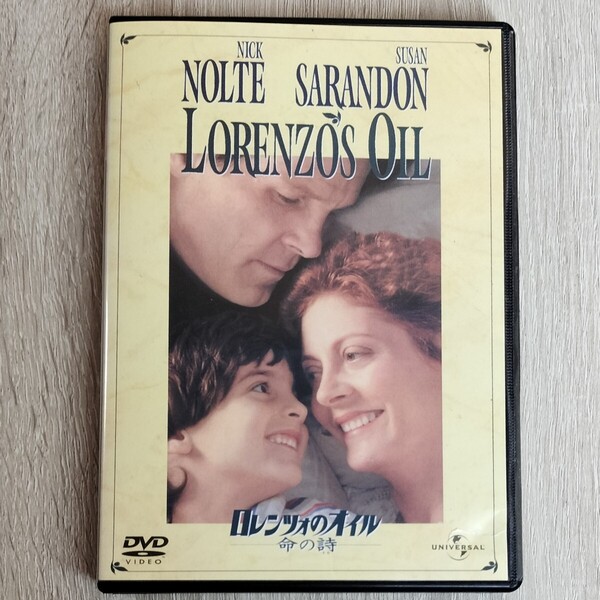 NICK
NOLTE
SUSAN
SARANDON
LORENZO'S OIL
ロレンツォのオイル
命の詩
DVD
VIDEO
UNIVERSAL